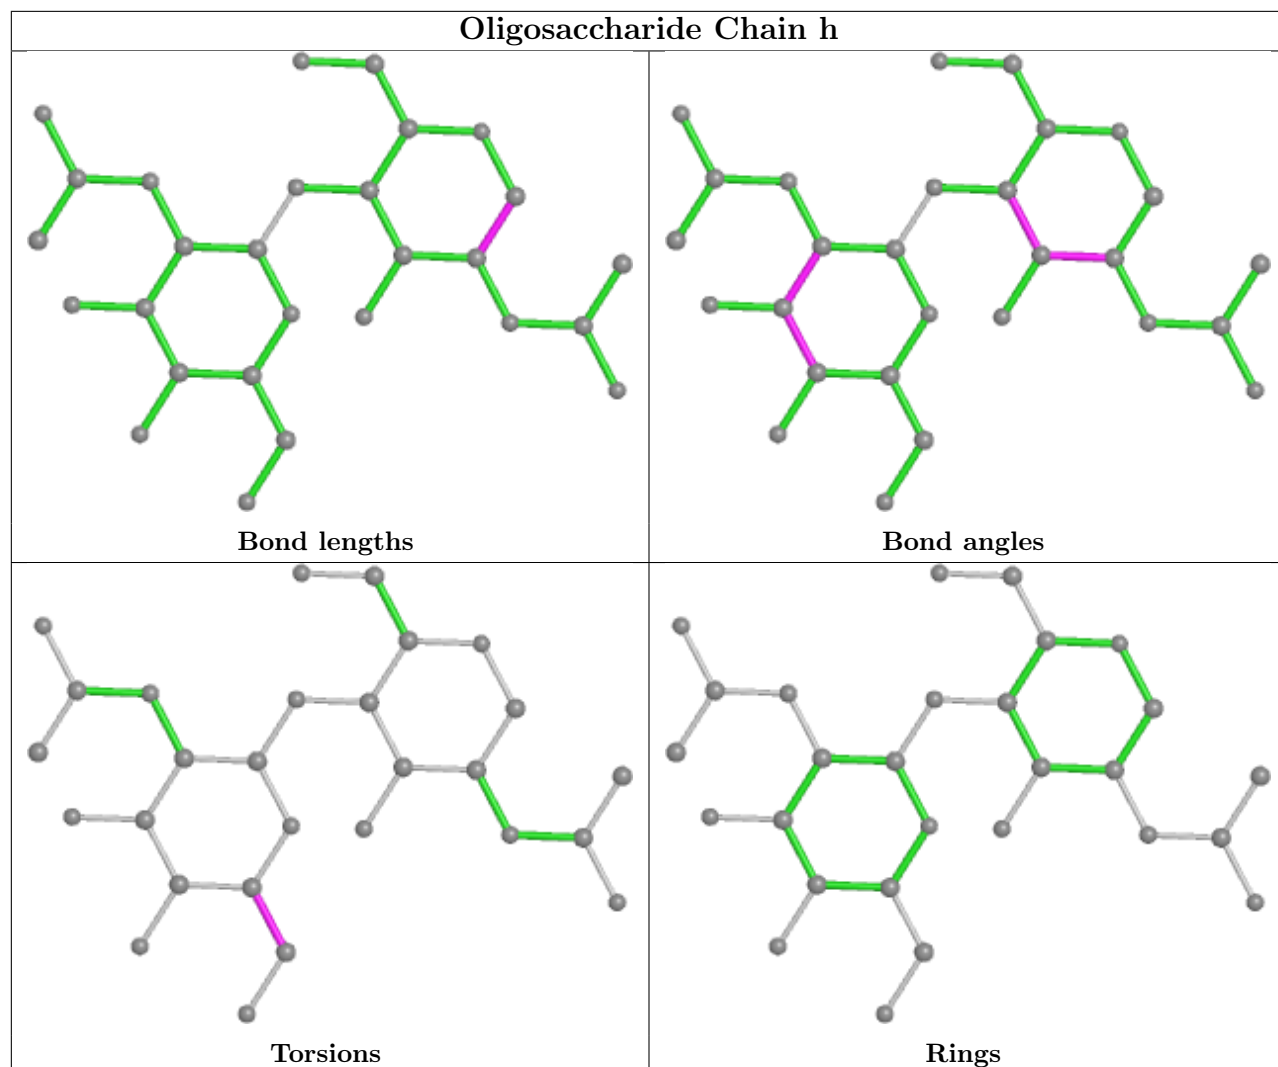 Oligosaccharide Chain h
Bond lengths
Bond angles
Torsions
Rings